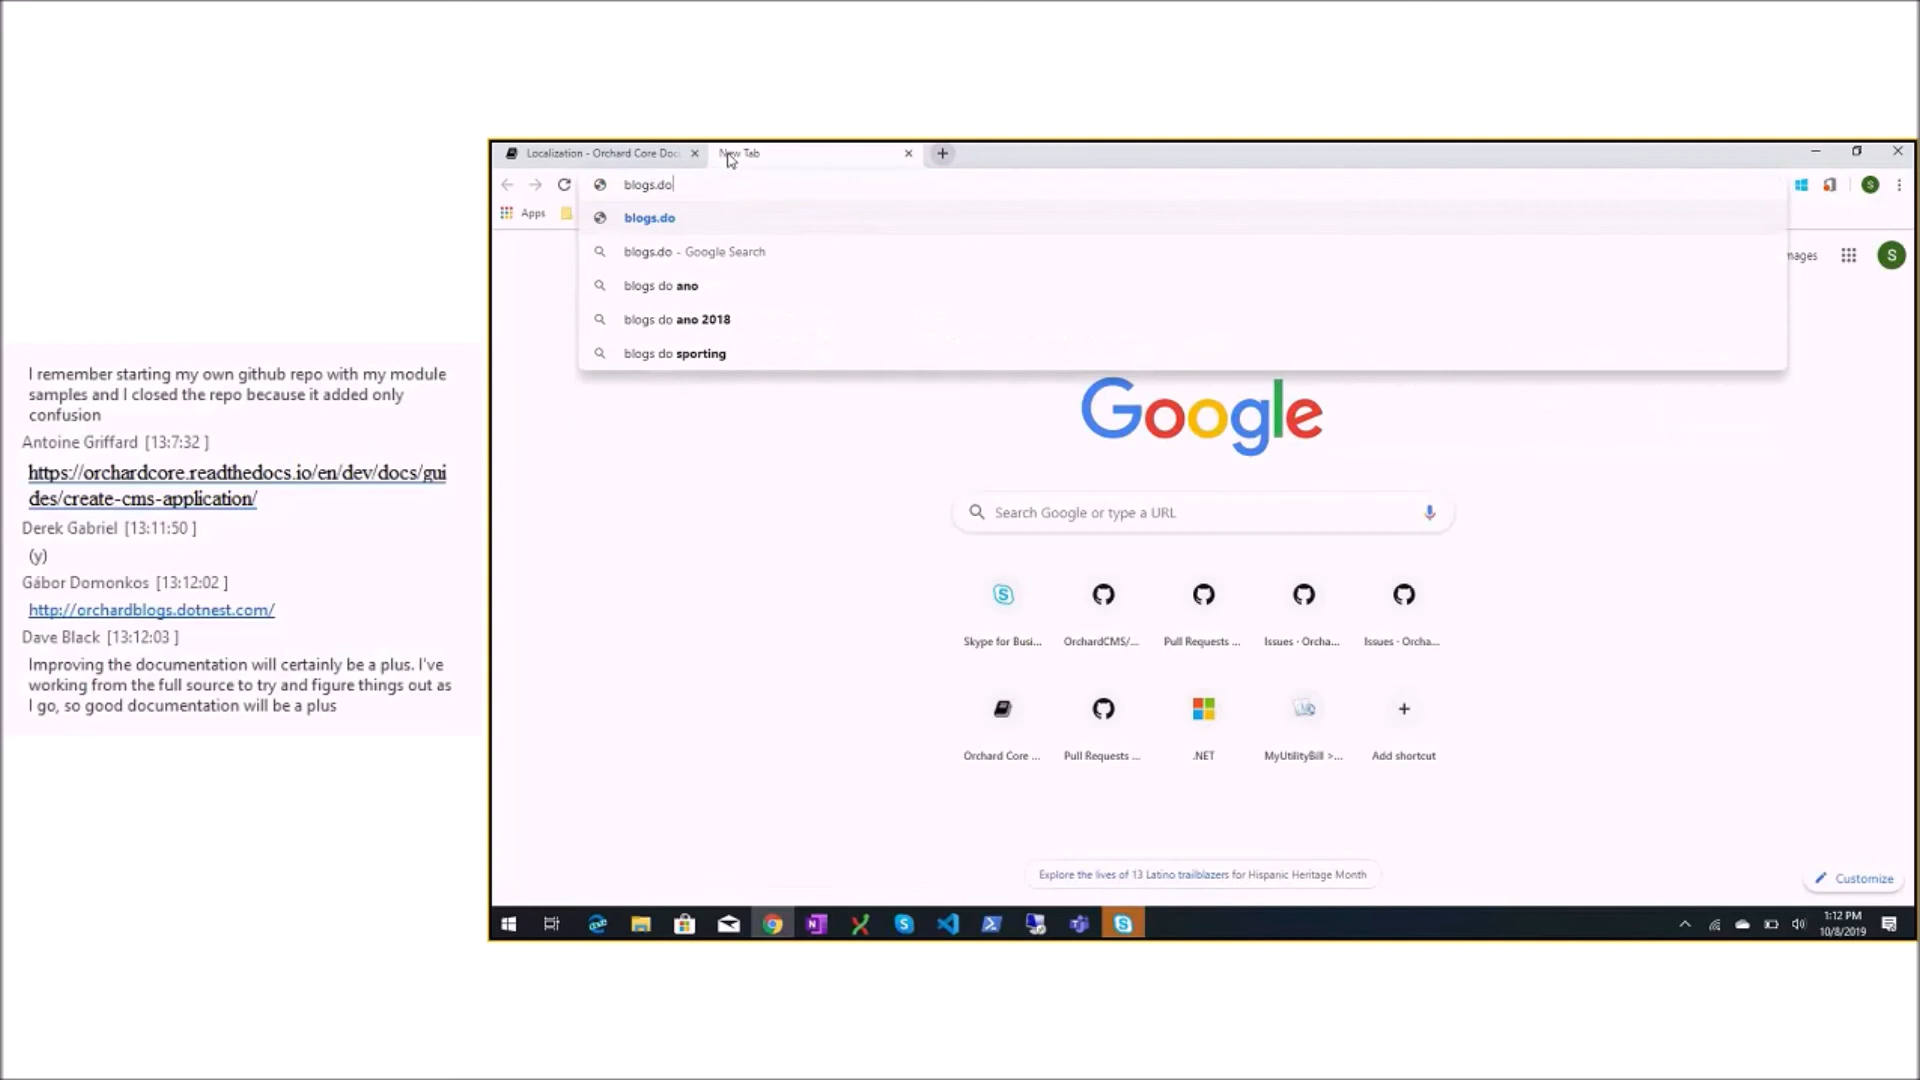 I remember starting my own github repo with my module
samples and I closed the repo because it added only
confusion
Antoine Griffard [13:7:32 ]
https://orchardcore.readthedocs.io/en/dev/docs/gui
des/create-cms-application/
Derek Gabriel [13:11:50 ]
(y)
Gábor Domonkos [13:12:02 ]
http://orchardblogs.dotnest.com/
Dave Black [13:12:03 ]
Improving the documentation will certainly be a plus. I've
working from the full source to try and figure things out as
I go, so good documentation will be a plus
Localization - Orchard Core Doc
New Tab
blogs.do
Apps
blogs.do
blogs.do - Google Search
blogs do ano
blogs do ano 2018
blogs do sporting
mages
S
S
Google
Search Google or type a URL
Skype for Busi... OrchardCMS/... Pull Requests ... Issues · Orcha... Issues · Orcha...
Orchard Core ... Pull Requests ... .NET MyUtilityBill >... Add shortcut
Explore the lives of 13 Latino trailblazers for Hispanic Heritage Month
Customize
1:12 PM
10/8/2019